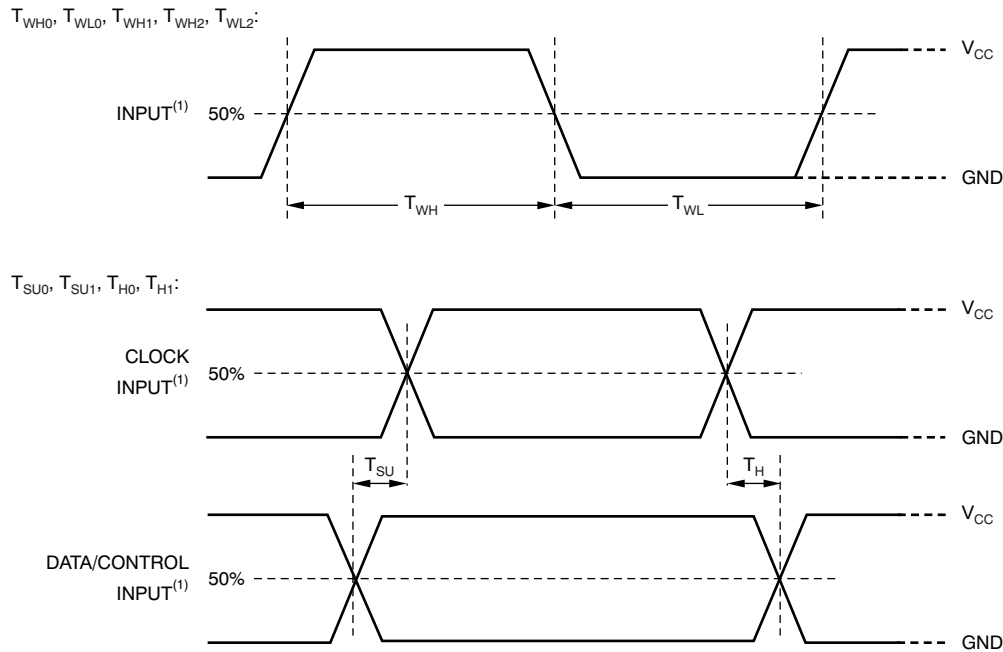 T_WH0, T_WL0, T_WH1, T_WH2, T_WL2:
V_CC
INPUT(1) 50%
GND
T_WH
T_WL
T_SU0, T_SU1, T_H0, T_H1:
V_CC
CLOCK
INPUT(1) 50%
GND
T_SU
T_H
V_CC
DATA/CONTROL
INPUT(1) 50%
GND